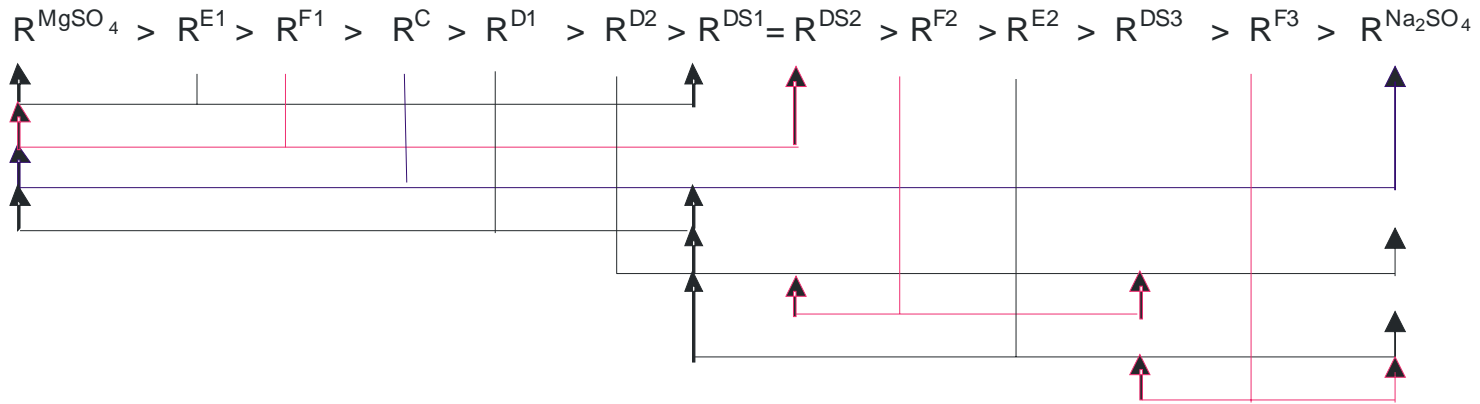 R^MgSO₄ > R^E1 > R^F1 > R^C > R^D1 > R^D2 > R^DS1 = R^DS2 > R^F2 > R^E2 > R^DS3 > R^F3 > R^Na₂SO₄